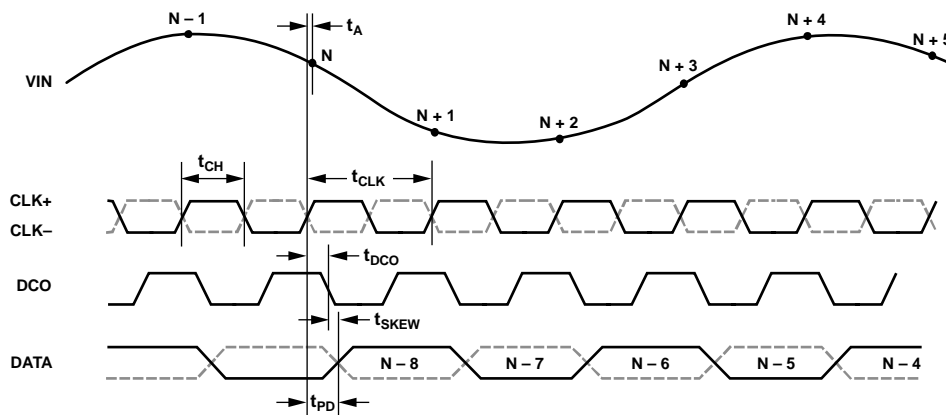 N – 1
t_A
N
N + 4
N + 5
VIN
N + 3
N + 1
N + 2
t_CH
t_CLK
CLK+
CLK–
t_DCO
DCO
t_SKEW
DATA
N – 8
N – 7
N – 6
N – 5
N – 4
t_PD